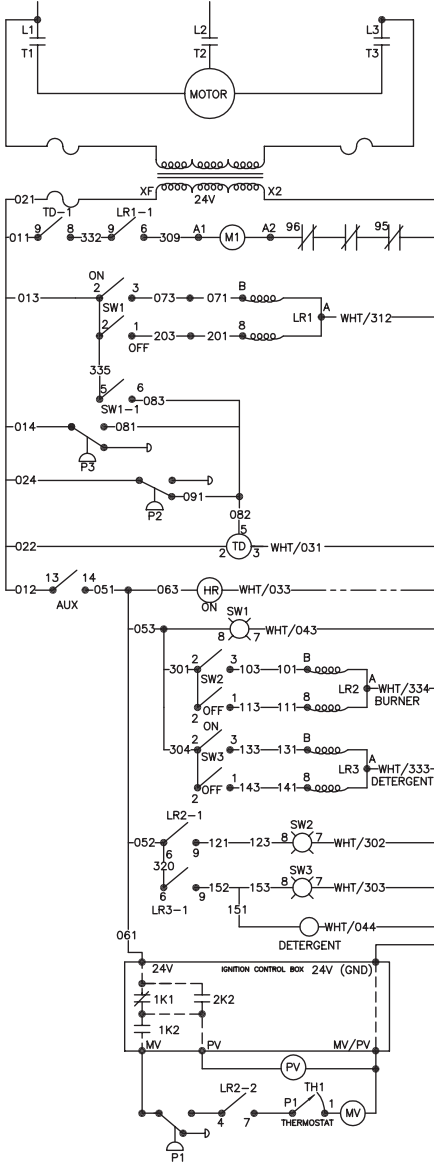 L1 L2 L3
T1 T2 T3
MOTOR
XF 24V X2
021
TD-1 LR1-1
011 9 8 332 9 6 309 A1 M1 A2 96 95
ON
013 2 3 073 071 B
SW1 A
LR1 WHT/312
2 1 203 201 8
OFF
335
5 6 083
SW1-1
014 081
P3
024
091
P2
082
5
022 2 TD 3 WHT/031
012 13 14 051 063 HR WHT/033
AUX ON
SW1
053 8 7 WHT/043
301 2 3 103 101 B
SW2 A
LR2 WHT/334
BURNER
2 OFF 1 113 111 8
ON
304 2 3 133 131 B
SW3 A
LR3 WHT/333
DETERGENT
2 OFF 1 143 141 8
LR2-1
SW2
052 6 9 121 123 8 7 WHT/302
320
SW3
6 9 152 153 8 7 WHT/303
LR3-1
151
WHT/044
DETERGENT
061
24V IGNITION CONTROL BOX 24V (GND)
1K1 2K2
1K2
MV PV MV/PV
PV
LR2-2 TH1
4 7 P1 1 MV
THERMOSTAT
P1